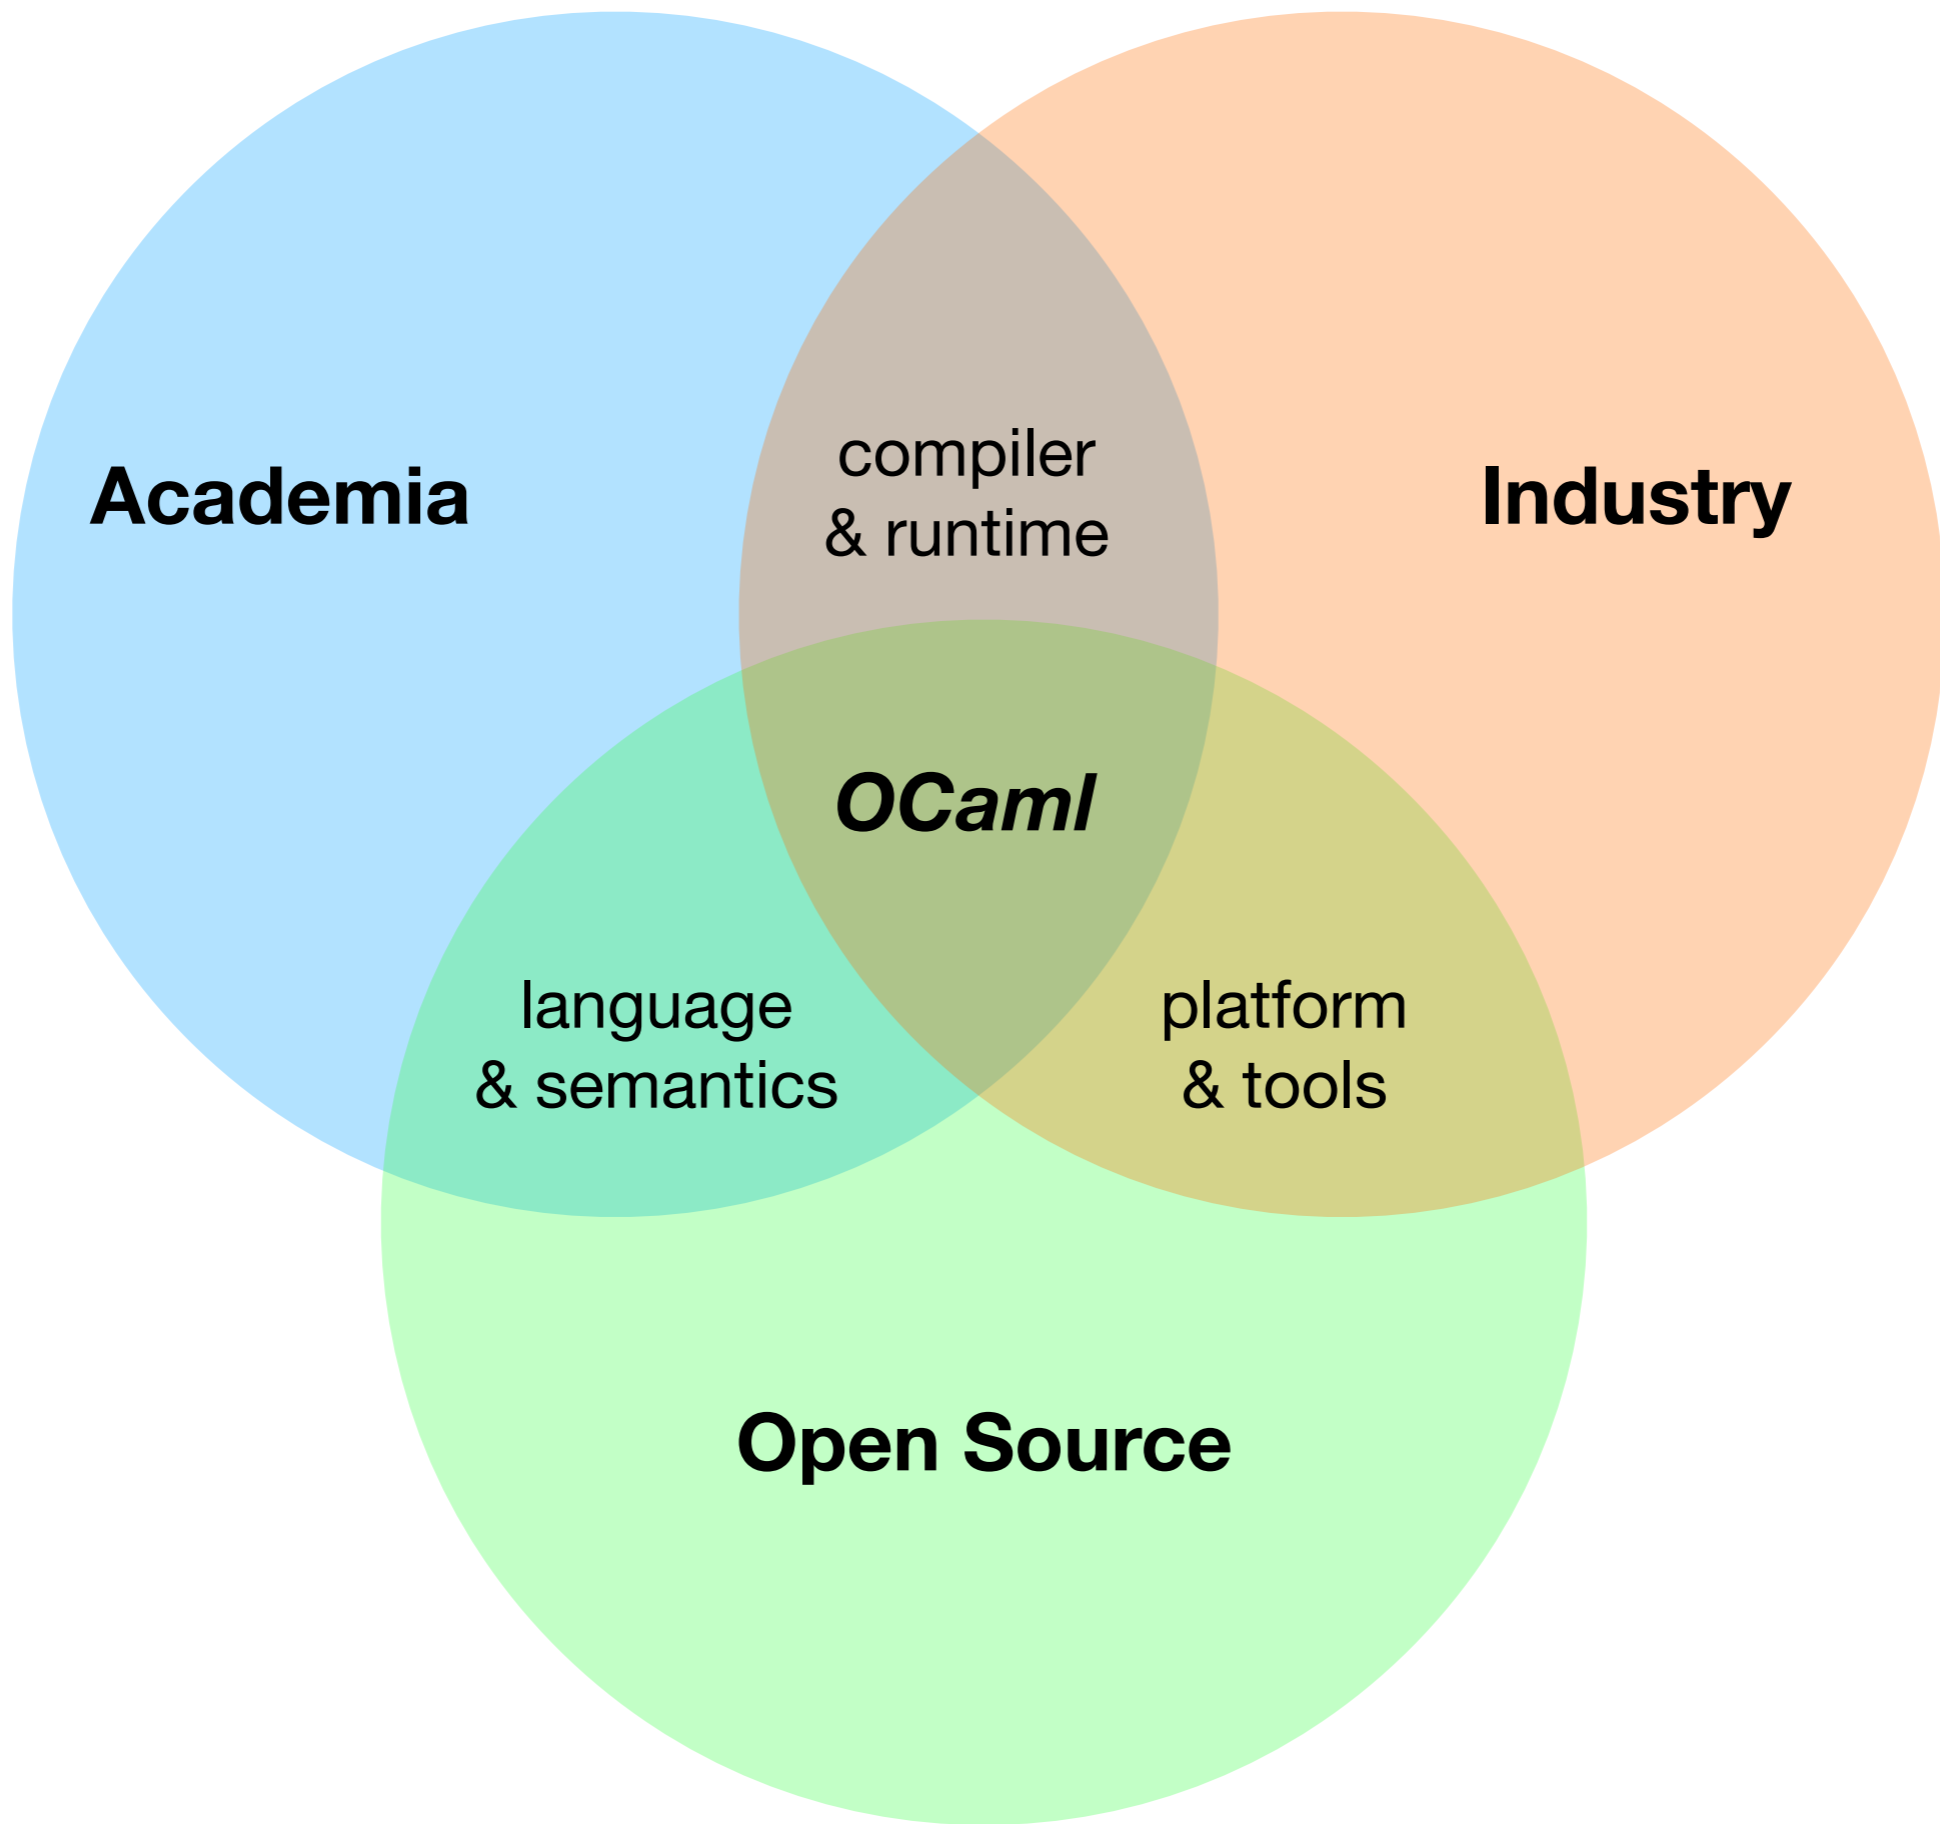 Academia
compiler
& runtime
Industry
OCaml
language
& semantics
platform
& tools
Open Source